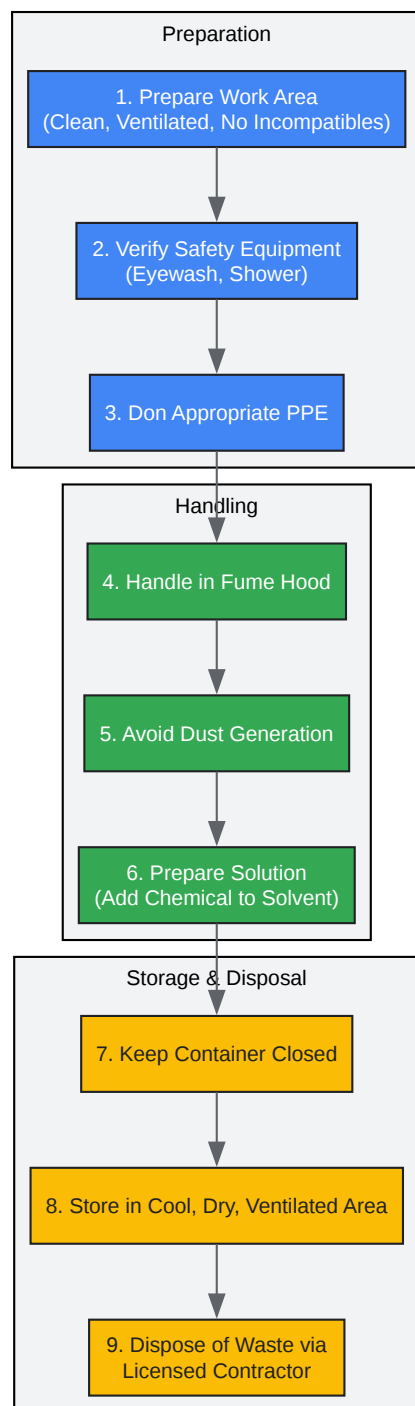 Preparation
1. Prepare Work Area
(Clean, Ventilated, No Incompatibles)
2. Verify Safety Equipment
(Eyewash, Shower)
3. Don Appropriate PPE
Handling
4. Handle in Fume Hood
5. Avoid Dust Generation
6. Prepare Solution
(Add Chemical to Solvent)
Storage & Disposal
7. Keep Container Closed
8. Store in Cool, Dry, Ventilated Area
9. Dispose of Waste via
Licensed Contractor